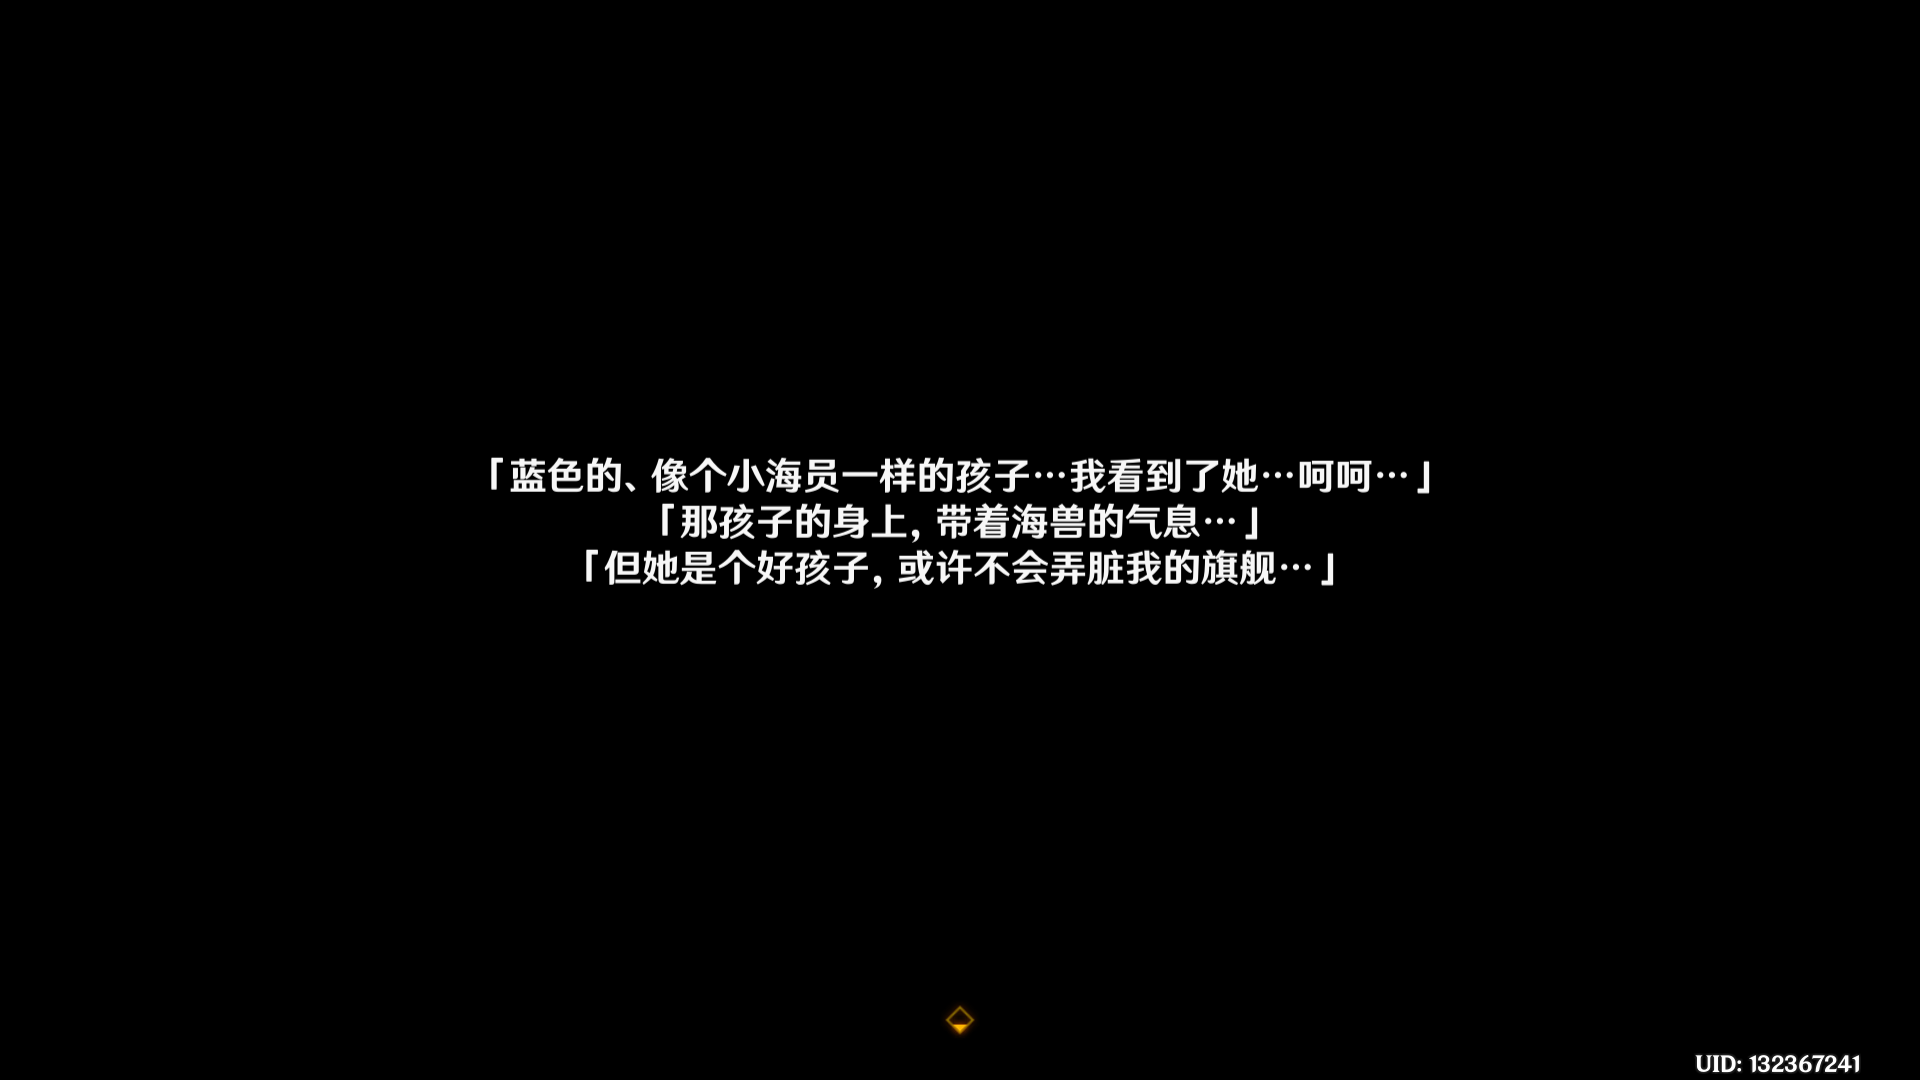 「蓝色的、像个小海员一样的孩子…我看到了她…呵呵…」
「那孩子的身上，带着海兽的气息…」
「但她是个好孩子，或许不会弄脏我的旗舰…」
UID: 132367241